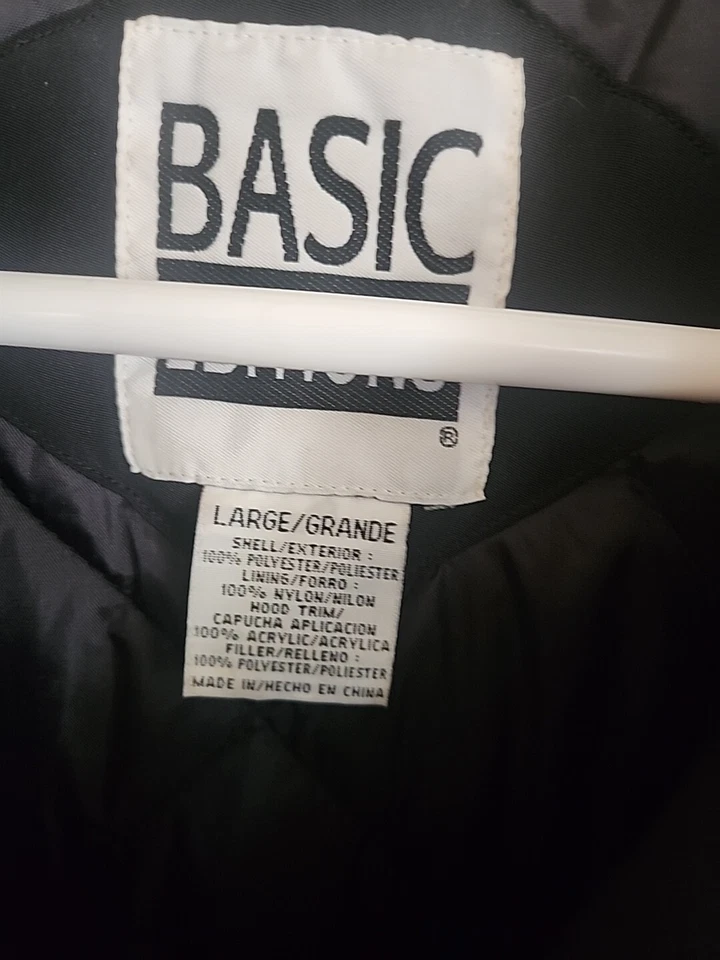 BASIC
EDITIONS
®
LARGE/GRANDE
SHELL/EXTERIOR :
100% POLYESTER/POLIESTER
LINING/FORRO :
100% NYLON/NILON
HOOD TRIM/
CAPUCHA APLICACION
100% ACRYLIC/ACRYLICA
FILLER/RELLENO :
100% POLYESTER/POLIESTER
MADE IN/HECHO EN CHINA